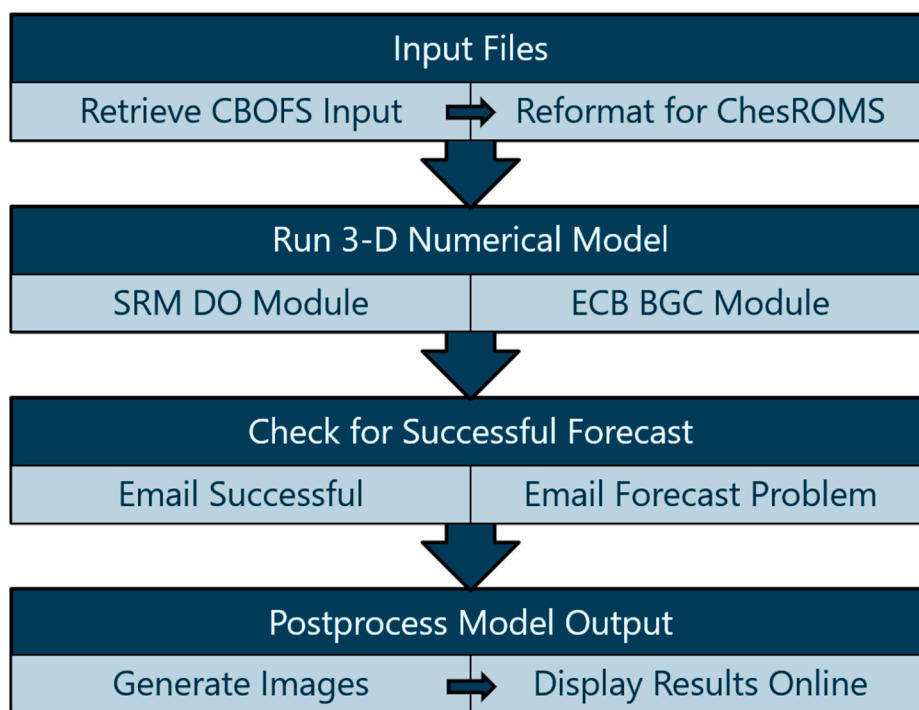 Input Files
Retrieve CBOFS Input
Reformat for ChesROMS
Run 3-D Numerical Model
SRM DO Module
ECB BGC Module
Check for Successful Forecast
Email Successful
Email Forecast Problem
Postprocess Model Output
Generate Images
Display Results Online